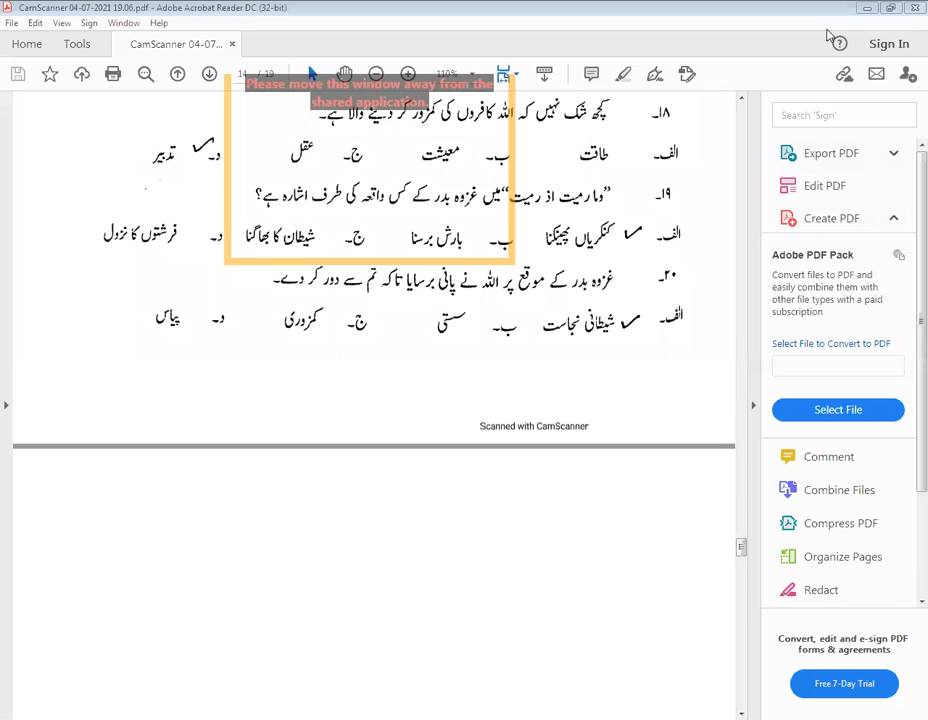 CamScanner 04-07-2021 19.06.pdf - Adobe Acrobat Reader DC (32-bit)
File Edit View Sign Window Help
Home Tools CamScanner 04-07... × Sign In
14 / 19 110%
Please move this window away from the shared application.
۱۸۔ کچھ شک نہیں کہ اللہ کافروں کی کمزور کر دینے والا ہے۔
الف۔ طاقت ب۔ معیشت ج۔ عقل د۔ تدبیر
۱۹۔ ”وما رمیت اذ رمیت“ میں غزوہ بدر کے کس واقعہ کی طرف اشارہ ہے؟
الف۔ کنکریاں پھینکنا ب۔ بارش برسنا ج۔ شیطان کا بھاگنا د۔ فرشتوں کا نزول
۲۰۔ غزوہ بدر کے موقع پر اللہ نے پانی برسایا تاکہ تم سے دور کر دے۔
الف۔ شیطانی نجاست ب۔ سستی ج۔ کمزوری د۔ پیاس
Scanned with CamScanner
Search 'Sign'
Export PDF
Edit PDF
Create PDF
Adobe PDF Pack
Convert files to PDF and
easily combine them with
other file types with a paid
subscription
Select File to Convert to PDF
Select File
Comment
Combine Files
Compress PDF
Organize Pages
Redact
Convert, edit and e-sign PDF
forms & agreements
Free 7-Day Trial